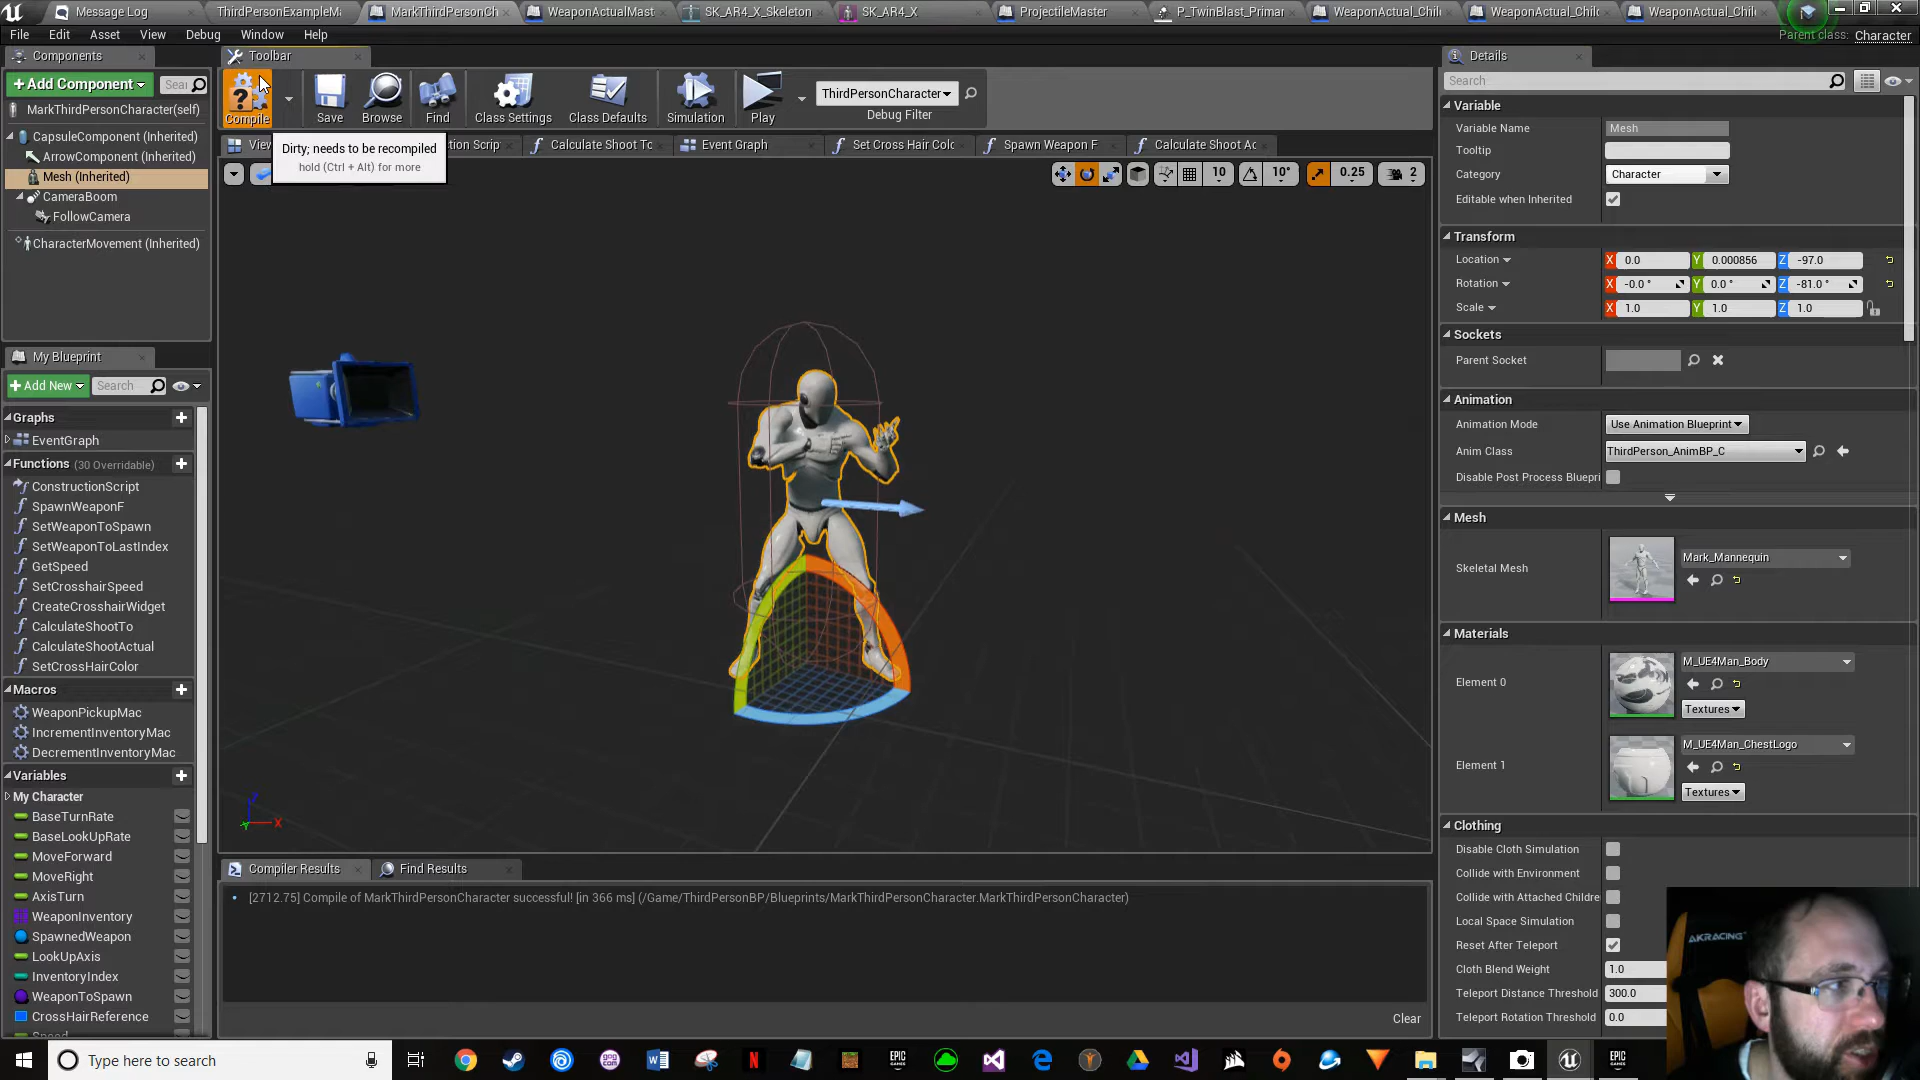 Message Log
ThirdPersonExampleMa
MarkThirdPersonCh
WeaponActualMast
SK_AR4_X_Skeleton
SK_AR4_X
ProjectileMaster
P_TwinBlast_Primar
WeaponActual_Chil
WeaponActual_Chil
WeaponActual_Chil
File Edit Asset View Debug Window Help
Parent class: Character
Components
Toolbar
Details
+ Add Component
Sea
Compile
Save
Browse
Find
Class Settings
Class Defaults
Simulation
Play
ThirdPersonCharacter
Debug Filter
Search
Dirty; needs to be recompiled
hold (Ctrl + Alt) for more
MarkThirdPersonCharacter(self)
CapsuleComponent (Inherited)
ArrowComponent (Inherited)
Mesh (Inherited)
CameraBoom
FollowCamera
CharacterMovement (Inherited)
View
ction Scrip
Calculate Shoot To
Event Graph
Set Cross Hair Colo
Spawn Weapon F
Calculate Shoot Ac
10
10°
0.25
2
X
My Blueprint
+ Add New
Search
Graphs
EventGraph
Functions (30 Overridable)
ConstructionScript
SpawnWeaponF
SetWeaponToSpawn
SetWeaponToLastIndex
GetSpeed
SetCrosshairSpeed
CreateCrosshairWidget
CalculateShootTo
CalculateShootActual
SetCrossHairColor
Macros
WeaponPickupMac
IncrementInventoryMac
DecrementInventoryMac
Variables
My Character
BaseTurnRate
BaseLookUpRate
MoveForward
MoveRight
AxisTurn
WeaponInventory
SpawnedWeapon
LookUpAxis
InventoryIndex
WeaponToSpawn
CrossHairReference
Speed
Compiler Results
Find Results
[2712.75] Compile of MarkThirdPersonCharacter successful! [in 366 ms] (/Game/ThirdPersonBP/Blueprints/MarkThirdPersonCharacter.MarkThirdPersonCharacter)
Clear
Variable
Variable Name Mesh
Tooltip
Category Character
Editable when Inherited
Transform
Location X 0.0 Y 0.000856 Z -97.0
Rotation X -0.0 ° Y 0.0 ° Z -81.0 °
Scale X 1.0 Y 1.0 Z 1.0
Sockets
Parent Socket
Animation
Animation Mode Use Animation Blueprint
Anim Class ThirdPerson_AnimBP_C
Disable Post Process Bluepri
Mesh
Skeletal Mesh Mark_Mannequin
Materials
Element 0 M_UE4Man_Body
Textures
Element 1 M_UE4Man_ChestLogo
Textures
Clothing
Disable Cloth Simulation
Collide with Environment
Collide with Attached Childre
Local Space Simulation
Reset After Teleport
Cloth Blend Weight 1.0
Teleport Distance Threshold 300.0
Teleport Rotation Threshold 0.0
AKRACING
Type here to search